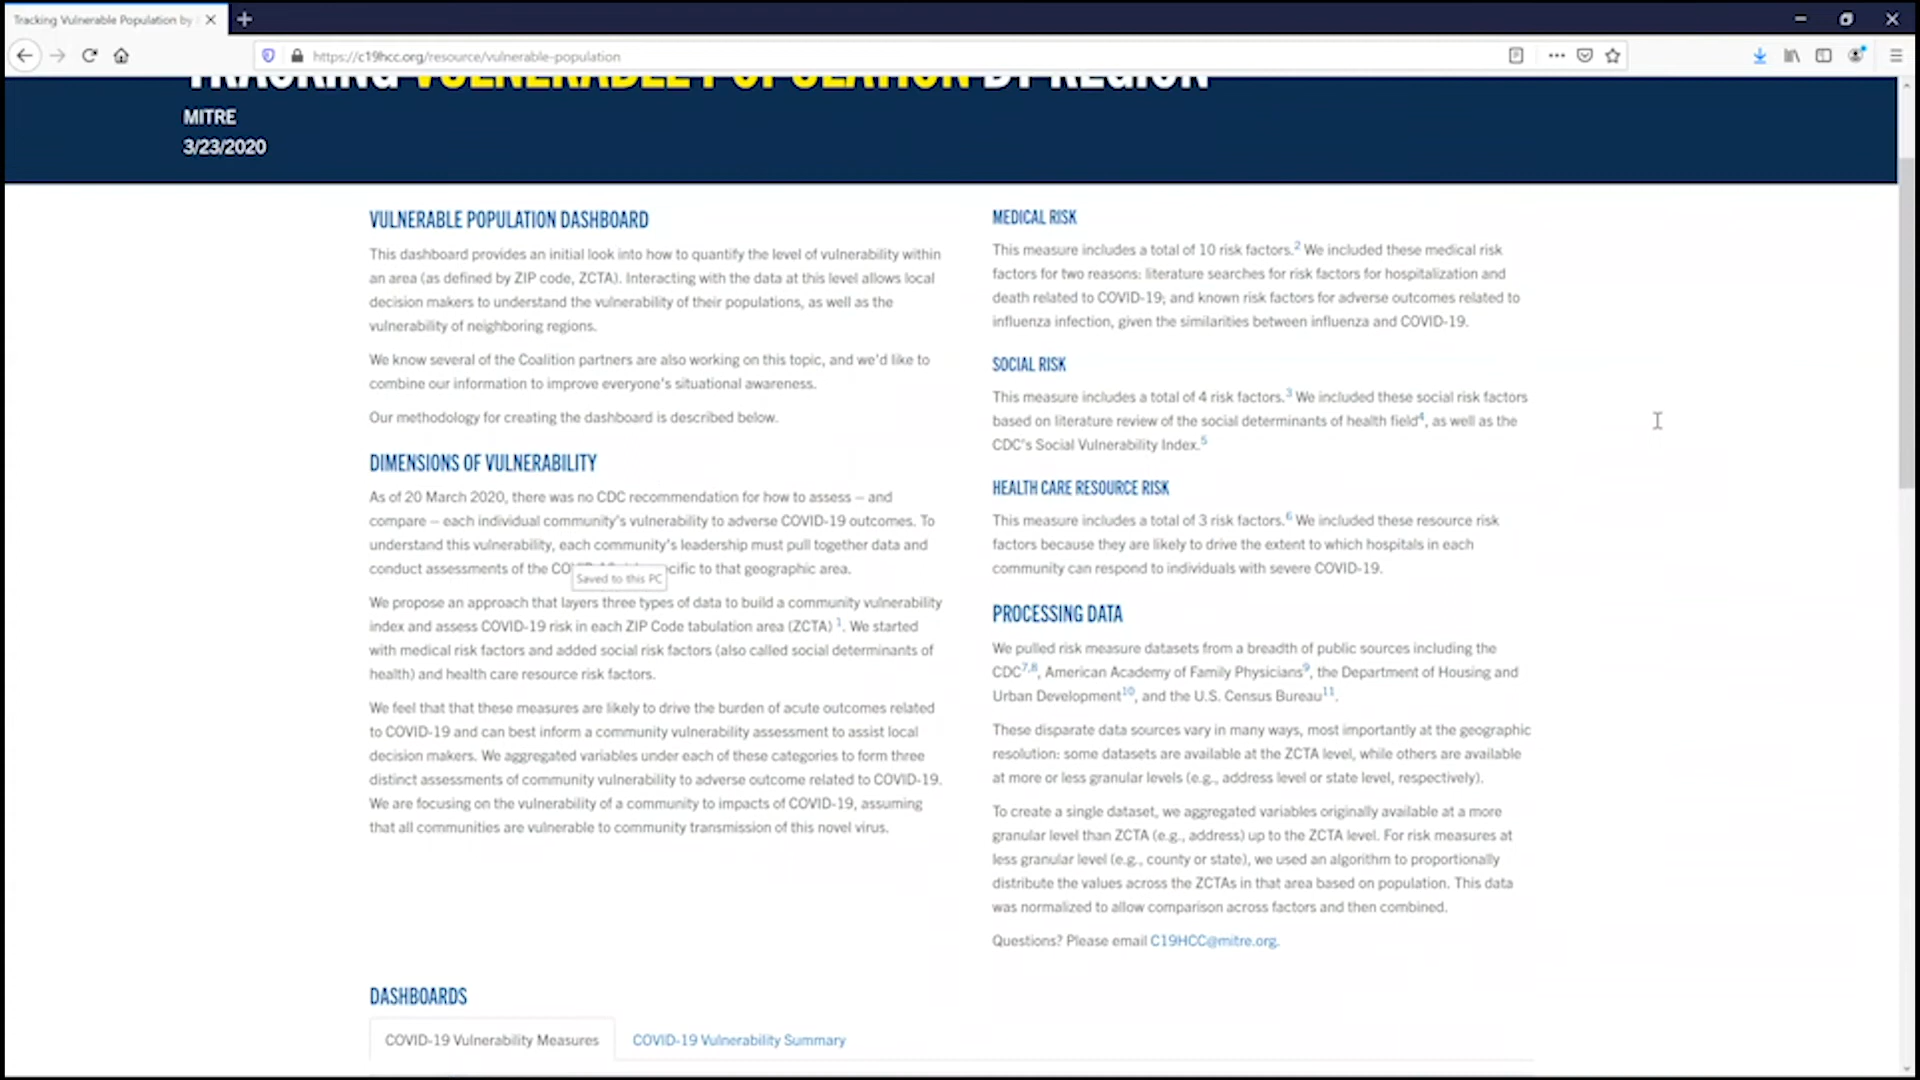 Tracking Vulnerable Population by
https://c19hcc.org/resource/vulnerable-population
TRACKING VULNERABLE POPULATION BY REGION
MITRE
3/23/2020
VULNERABLE POPULATION DASHBOARD
This dashboard provides an initial look into how to quantify the level of vulnerability within
an area (as defined by ZIP code, ZCTA). Interacting with the data at this level allows local
decision makers to understand the vulnerability of their populations, as well as the
vulnerability of neighboring regions.
We know several of the Coalition partners are also working on this topic, and we'd like to
combine our information to improve everyone's situational awareness.
Our methodology for creating the dashboard is described below.
DIMENSIONS OF VULNERABILITY
As of 20 March 2020, there was no CDC recommendation for how to assess – and
compare – each individual community's vulnerability to adverse COVID-19 outcomes. To
understand this vulnerability, each community's leadership must pull together data and
conduct assessments of the CO cific to that geographic area.
Saved to this PC
We propose an approach that layers three types of data to build a community vulnerability
index and assess COVID-19 risk in each ZIP Code tabulation area (ZCTA) 1. We started
with medical risk factors and added social risk factors (also called social determinants of
health) and health care resource risk factors.
We feel that that these measures are likely to drive the burden of acute outcomes related
to COVID-19 and can best inform a community vulnerability assessment to assist local
decision makers. We aggregated variables under each of these categories to form three
distinct assessments of community vulnerability to adverse outcome related to COVID-19.
We are focusing on the vulnerability of a community to impacts of COVID-19, assuming
that all communities are vulnerable to community transmission of this novel virus.
MEDICAL RISK
This measure includes a total of 10 risk factors.2 We included these medical risk
factors for two reasons: literature searches for risk factors for hospitalization and
death related to COVID-19; and known risk factors for adverse outcomes related to
influenza infection, given the similarities between influenza and COVID-19.
SOCIAL RISK
This measure includes a total of 4 risk factors.3 We included these social risk factors
based on literature review of the social determinants of health field4, as well as the
CDC's Social Vulnerability Index.5
HEALTH CARE RESOURCE RISK
This measure includes a total of 3 risk factors.6 We included these resource risk
factors because they are likely to drive the extent to which hospitals in each
community can respond to individuals with severe COVID-19.
PROCESSING DATA
We pulled risk measure datasets from a breadth of public sources including the
CDC7,8, American Academy of Family Physicians9, the Department of Housing and
Urban Development10, and the U.S. Census Bureau11.
These disparate data sources vary in many ways, most importantly at the geographic
resolution: some datasets are available at the ZCTA level, while others are available
at more or less granular levels (e.g., address level or state level, respectively).
To create a single dataset, we aggregated variables originally available at a more
granular level than ZCTA (e.g., address) up to the ZCTA level. For risk measures at
less granular level (e.g., county or state), we used an algorithm to proportionally
distribute the values across the ZCTAs in that area based on population. This data
was normalized to allow comparison across factors and then combined.
Questions? Please email C19HCC@mitre.org.
DASHBOARDS
COVID-19 Vulnerability Measures
COVID-19 Vulnerability Summary